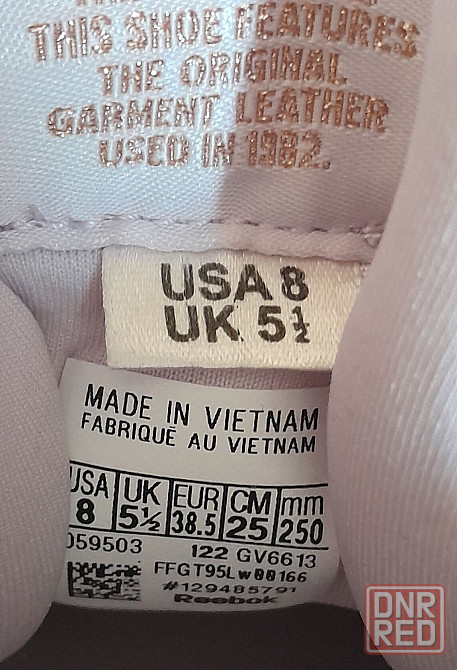 THIS SHOE FEATURES
THE ORIGINAL
GARMENT LEATHER
USED IN 1982.
USA 8
UK 5½
MADE IN VIETNAM
FABRIQUÉ AU VIETNAM
USA UK EUR CM mm
8 5½ 38.5 25 250
059503 122 GV6613
FFGT95Lw00166
#129485791
Reebok
DNR
RED